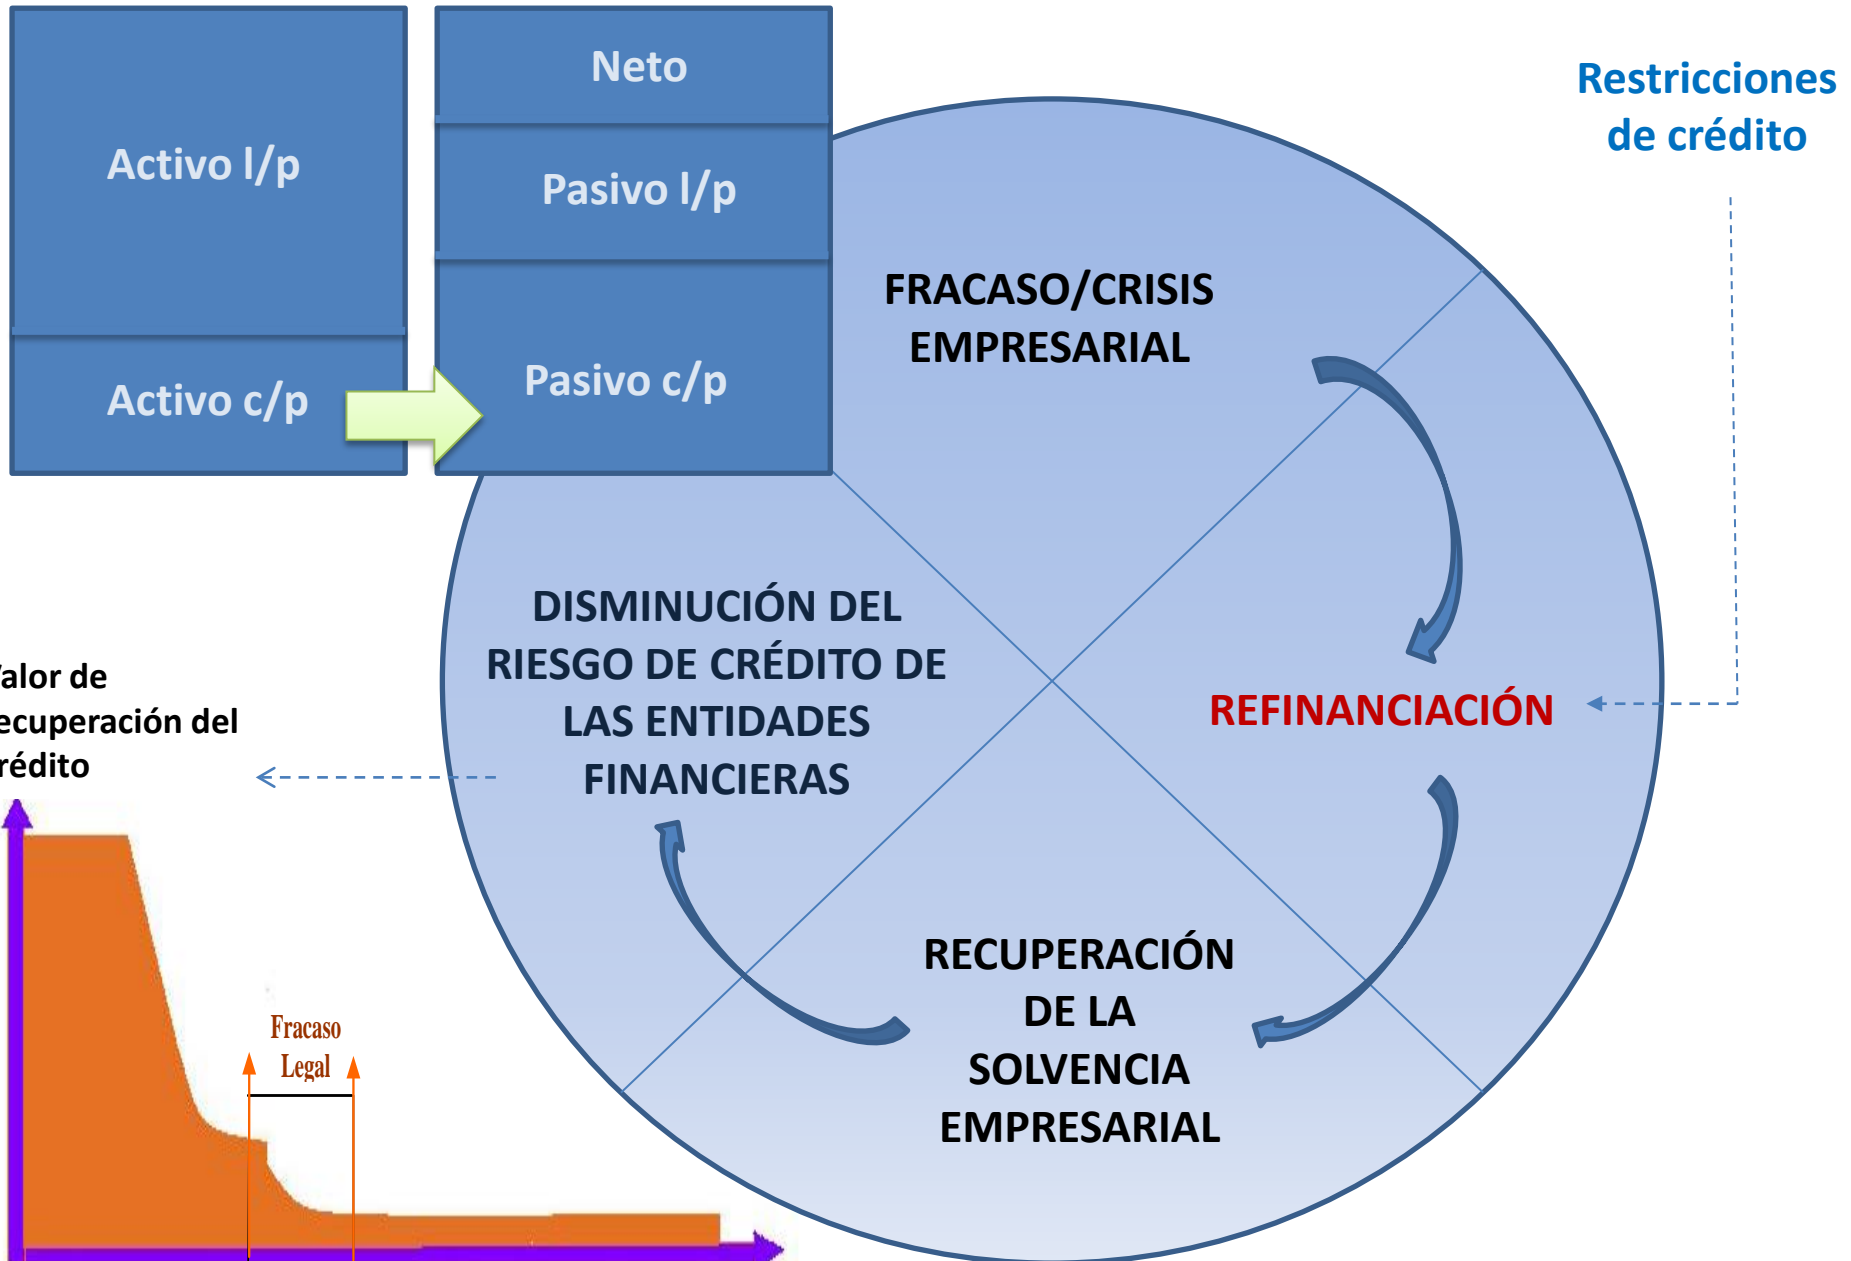 Neto
Activo l/p
Pasivo l/p
Activo c/p
Pasivo c/p
Restricciones
de crédito
FRACASO/CRISIS
EMPRESARIAL
REFINANCIACIÓN
RECUPERACIÓN
DE LA
SOLVENCIA
EMPRESARIAL
DISMINUCIÓN DEL
RIESGO DE CRÉDITO DE
LAS ENTIDADES
FINANCIERAS
alor de
ecuperación del
rédito
Fracaso
Legal